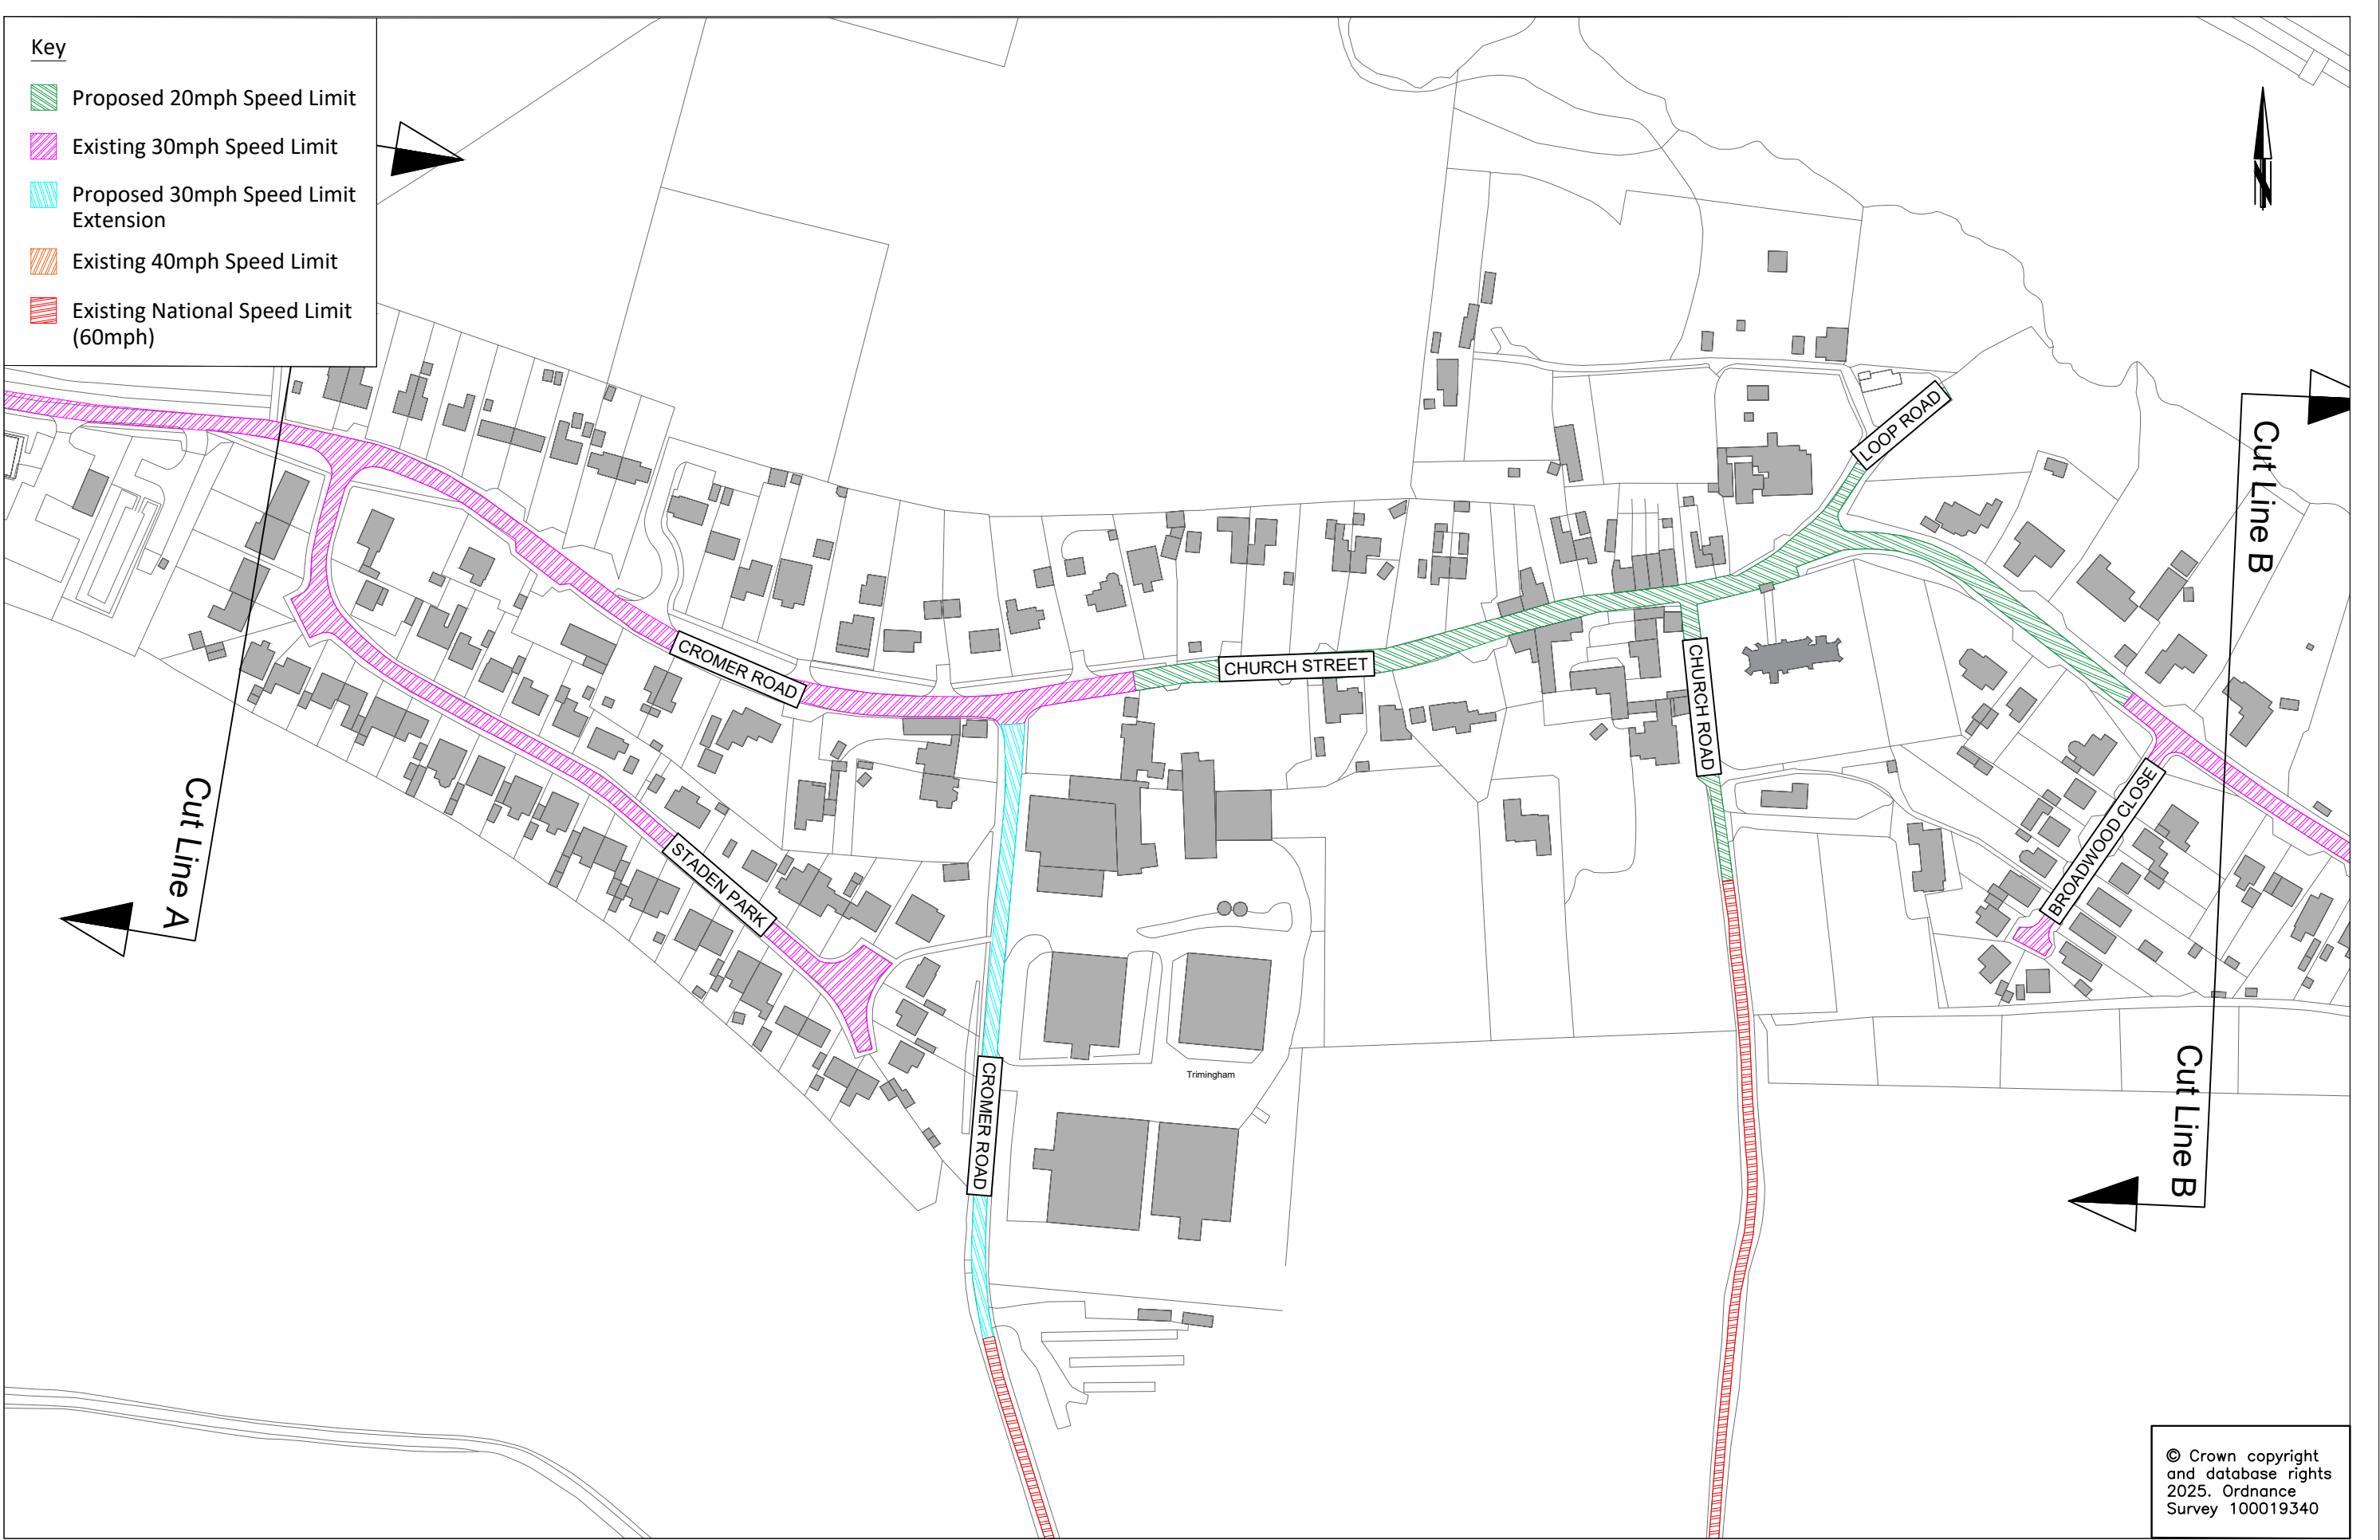 Key
Proposed 20mph Speed Limit
Existing 30mph Speed Limit
Proposed 30mph Speed Limit
Extension
Existing 40mph Speed Limit
Existing National Speed Limit
(60mph)
N
LOOP ROAD
Cut Line B
CROMER ROAD
CHURCH STREET
CHURCH ROAD
BROADWOOD CLOSE
Cut Line A
STADEN PARK
CROMER ROAD
Trimingham
Cut Line B
© Crown copyright
and database rights
2025. Ordnance
Survey 100019340